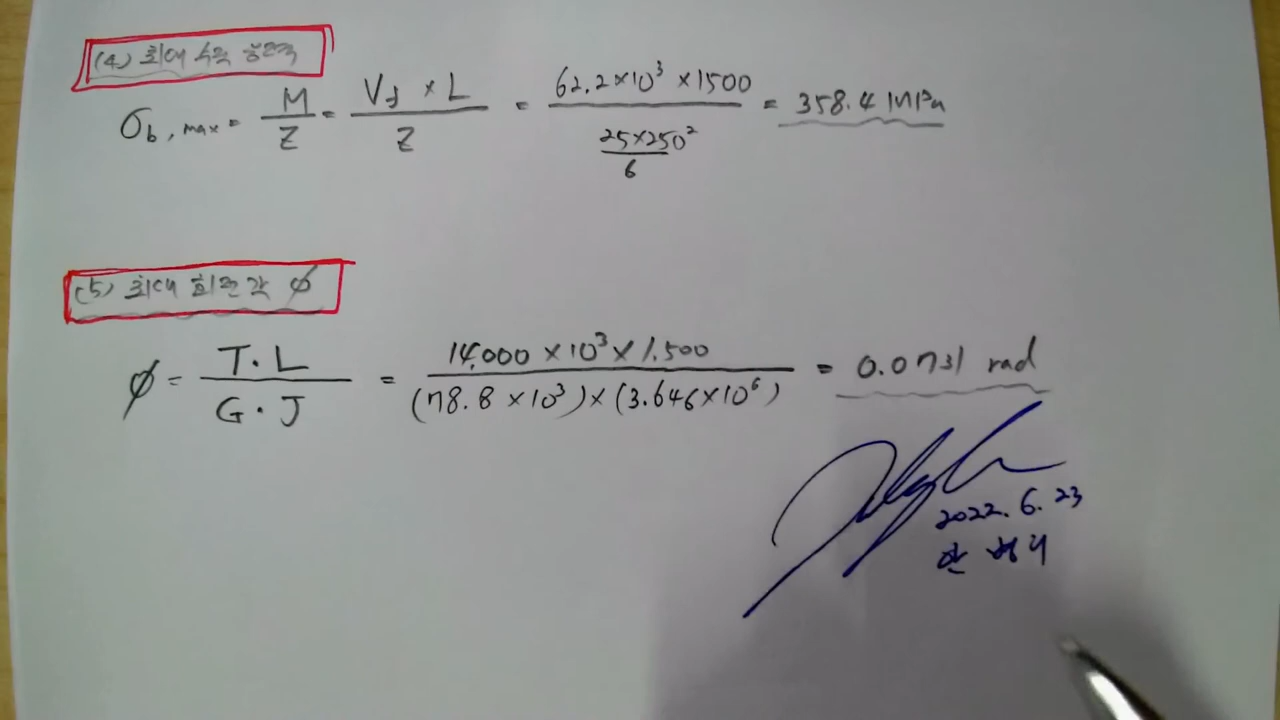 (4) 최대 수직 응력
σb, max = M/Z = Vd × L / Z = 62.2×10³ ×1500 / (25×250²/6) = 358.4 MPa
(5) 최대 회전각 ø
ø = T·L / G·J = 14,000 ×10³ × 1,500 / (78.8 ×10³)×(3.646×10⁶) = 0.0731 rad
2022. 6. 23